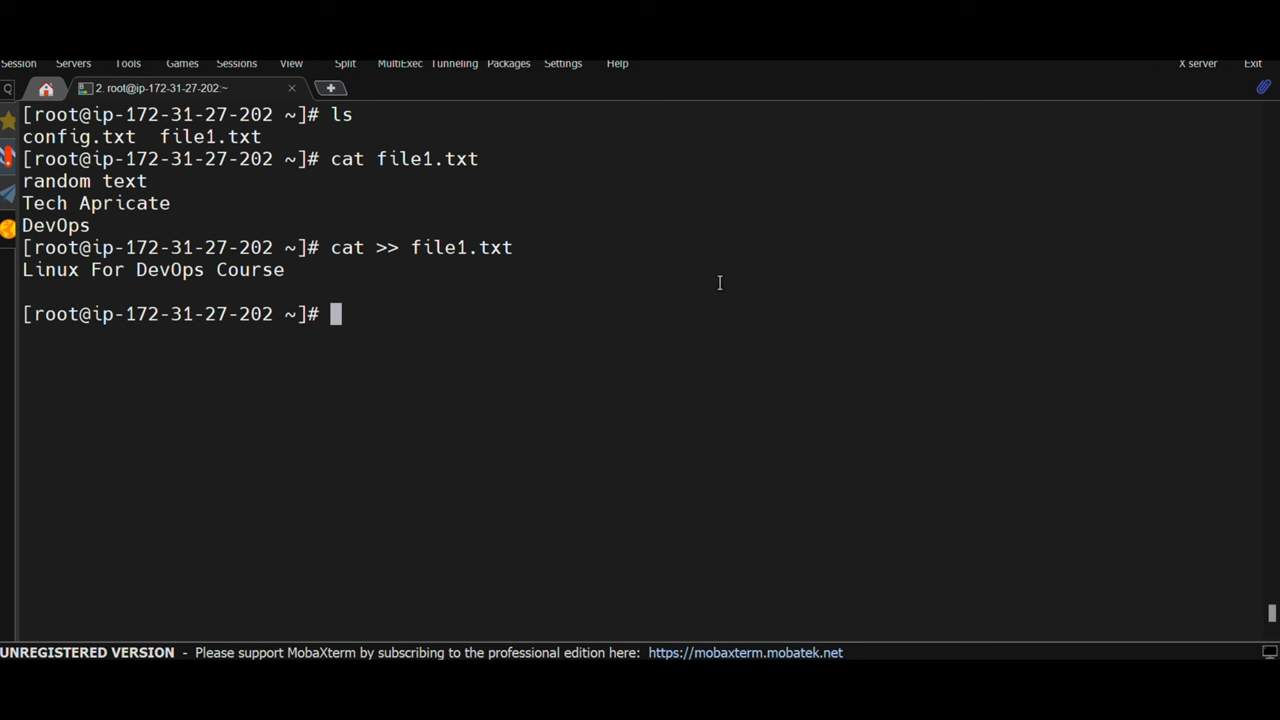 Session Servers Tools Games Sessions View Split MultiExec Tunneling Packages Settings Help X server Exit
2. root@ip-172-31-27-202:~
[root@ip-172-31-27-202 ~]# ls
config.txt  file1.txt
[root@ip-172-31-27-202 ~]# cat file1.txt
random text
Tech Apricate
DevOps
[root@ip-172-31-27-202 ~]# cat >> file1.txt
Linux For DevOps Course
[root@ip-172-31-27-202 ~]#
UNREGISTERED VERSION - Please support MobaXterm by subscribing to the professional edition here: https://mobaxterm.mobatek.net